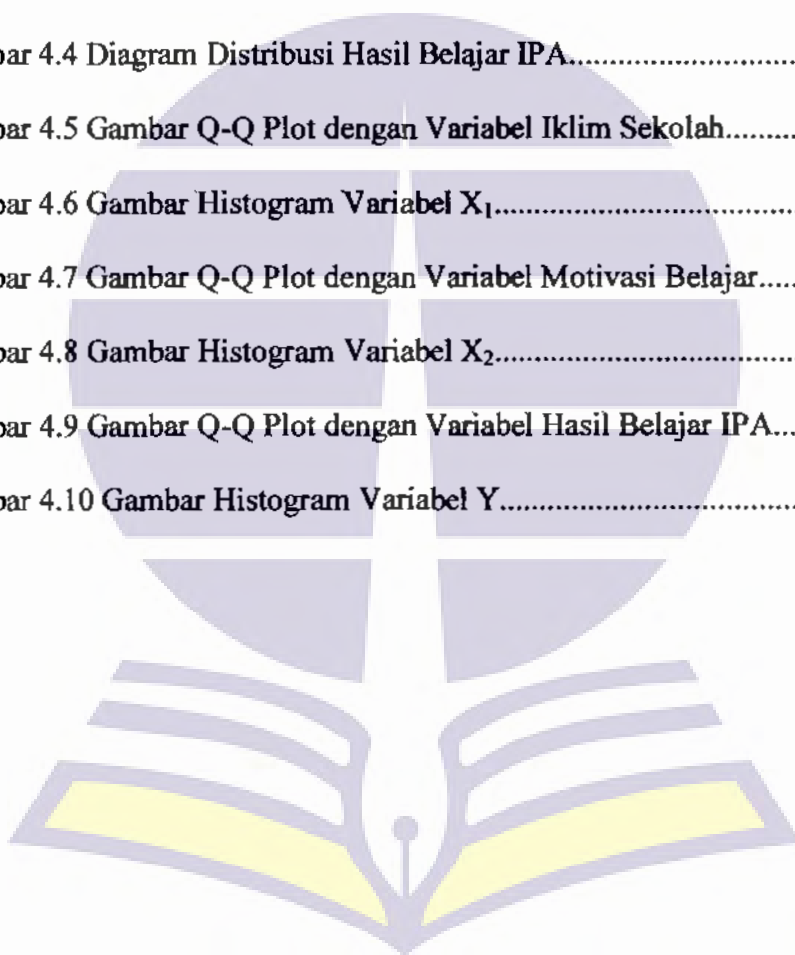 bar 4.4 Diagram Distribusi Hasil Belajar IPA............................
bar 4.5 Gambar Q-Q Plot dengan Variabel Iklim Sekolah.........
bar 4.6 Gambar Histogram Variabel X₁.......................................
bar 4.7 Gambar Q-Q Plot dengan Variabel Motivasi Belajar.....
bar 4.8 Gambar Histogram Variabel X₂.......................................
bar 4.9 Gambar Q-Q Plot dengan Variabel Hasil Belajar IPA...
bar 4.10 Gambar Histogram Variabel Y......................................